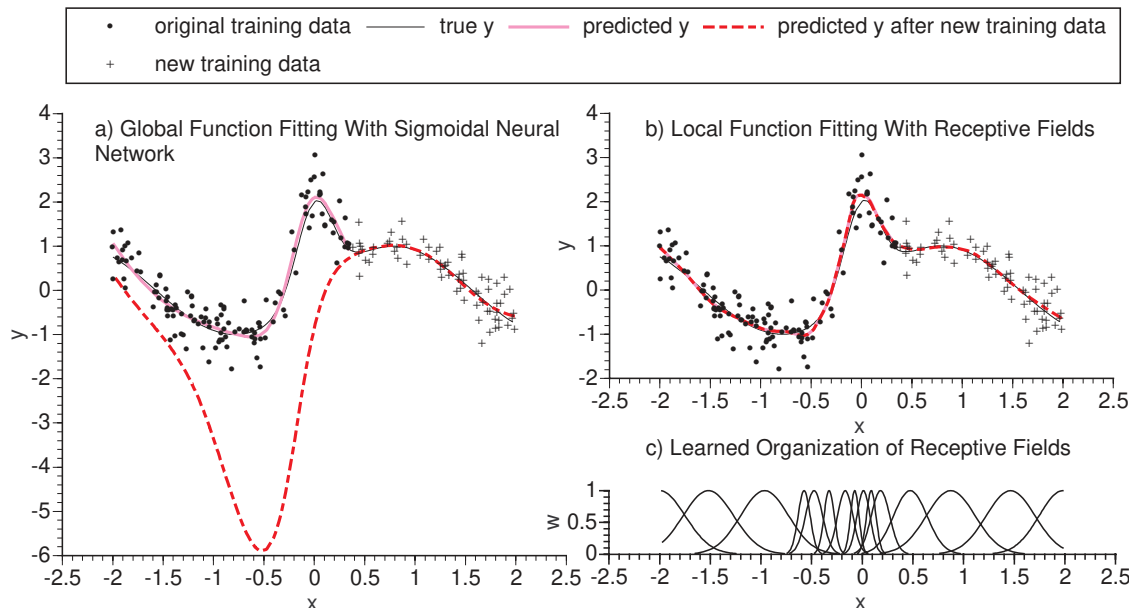 original training data true y predicted y predicted y after new training data
new training data
a) Global Function Fitting With Sigmoidal Neural
Network
4
3
2
1
0
-1
-2
-3
-4
-5
-6
y
-2.5 -2 -1.5 -1 -0.5 0 0.5 1 1.5 2 2.5
x
b) Local Function Fitting With Receptive Fields
4
3
2
1
0
-1
-2
y
-2.5 -2 -1.5 -1 -0.5 0 0.5 1 1.5 2 2.5
x
c) Learned Organization of Receptive Fields
1
0.5
0
w
-2.5 -2 -1.5 -1 -0.5 0 0.5 1 1.5 2 2.5
x